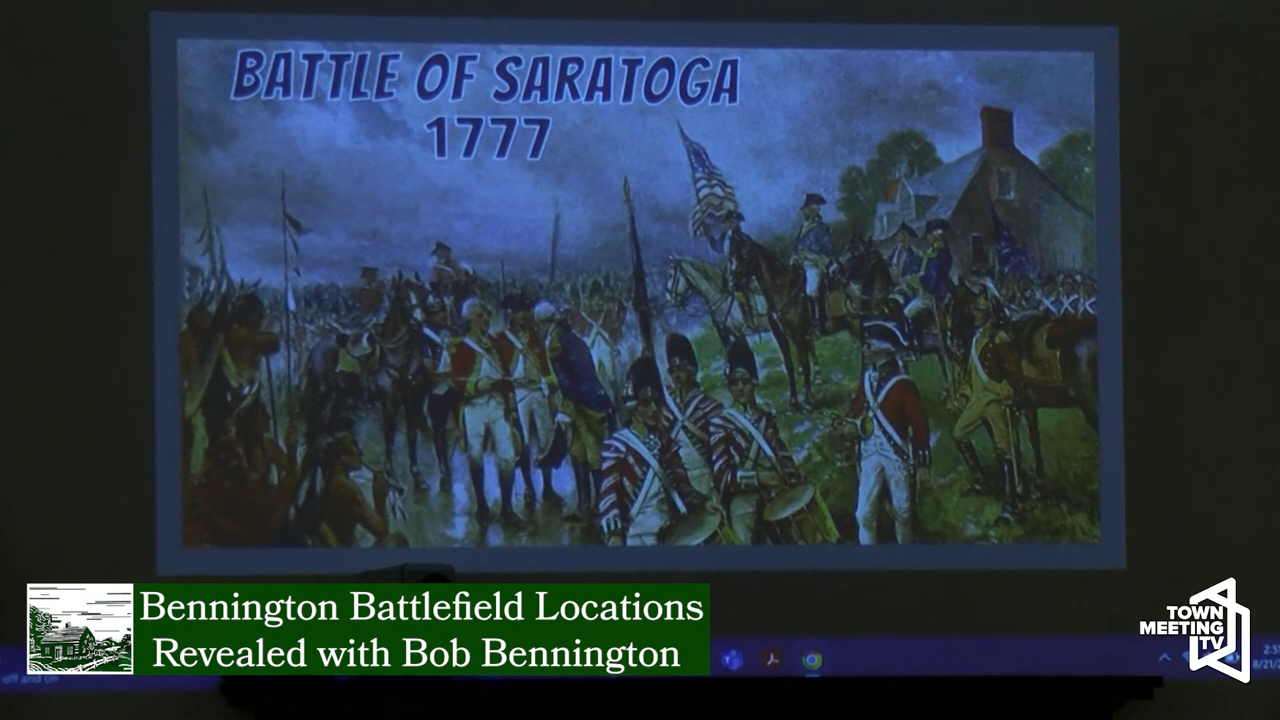 BATTLE OF SARATOGA
1777
Bennington Battlefield Locations
Revealed with Bob Bennington
TOWN
MEETING
TV